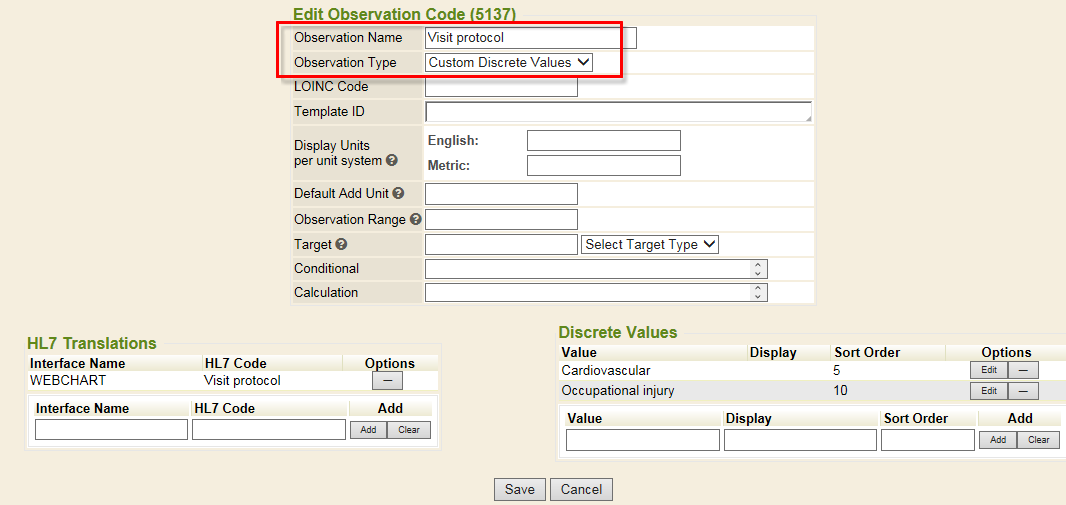 Edit Observation Code (5137)
Observation Name Visit protocol
Observation Type Custom Discrete Values
LOINC Code
Template ID
Display Units
per unit system ?
English:
Metric:
Default Add Unit ?
Observation Range ?
Target ? Select Target Type
Conditional
Calculation
HL7 Translations
Interface Name HL7 Code Options
WEBCHART Visit protocol —
Interface Name HL7 Code Add
Add Clear
Discrete Values
Value Display Sort Order Options
Cardiovascular 5 Edit —
Occupational injury 10 Edit —
Value Display Sort Order Add
Add Clear
Save Cancel